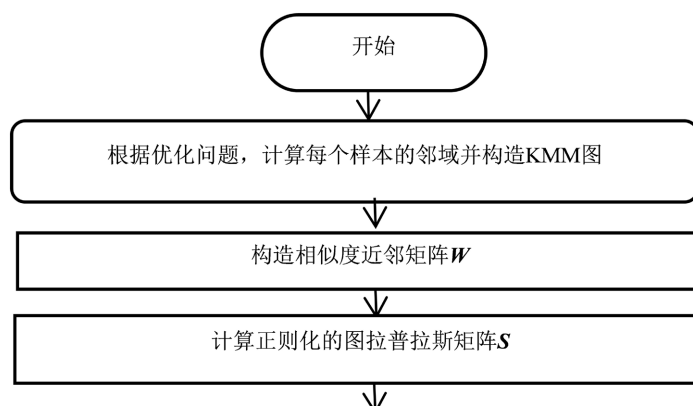 开始
根据优化问题，计算每个样本的邻域并构造KMM图
构造相似度近邻矩阵W
计算正则化的图拉普拉斯矩阵S